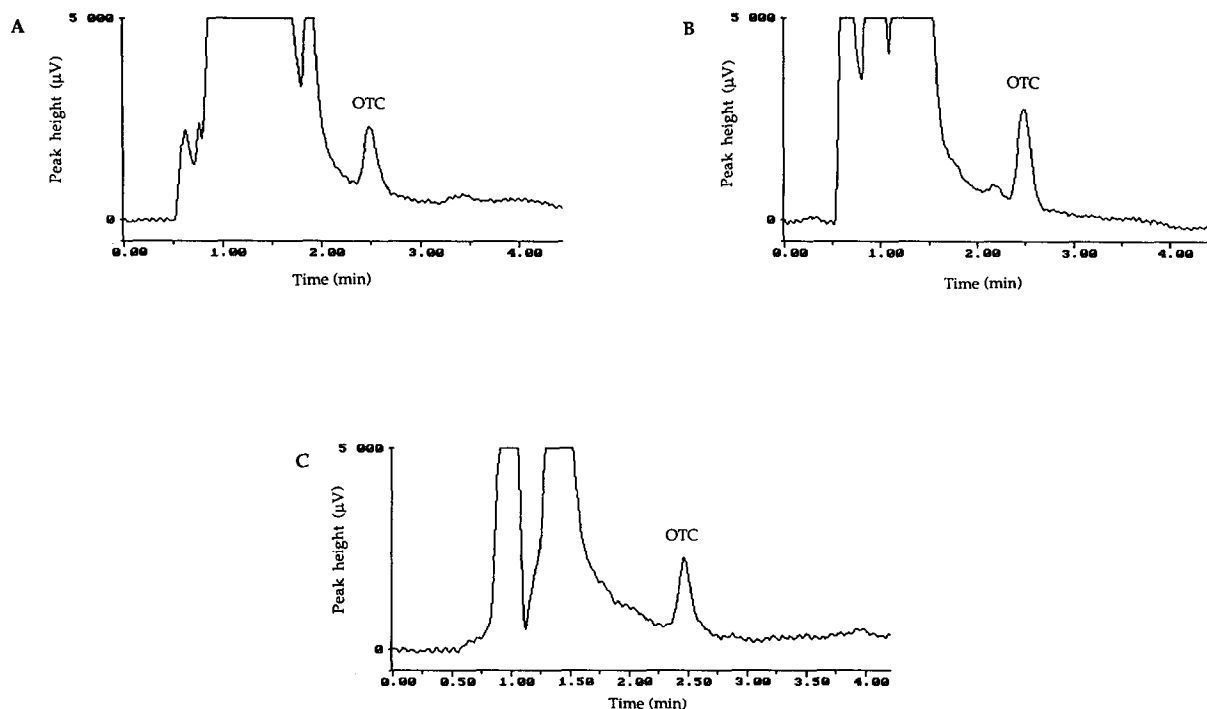 A
5 000
Peak height (µV)
OTC
0
0.00 1.00 2.00 3.00 4.00
Time (min)
B
5 000
Peak height (µV)
OTC
0
0.00 1.00 2.00 3.00 4.00
Time (min)
C
5 000
Peak height (µV)
OTC
0
0.00 0.50 1.00 1.50 2.00 2.50 3.00 3.50 4.00
Time (min)